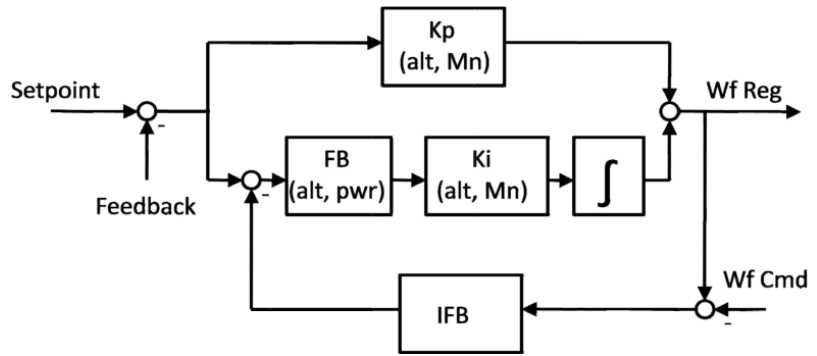 Kp
(alt, Mn)
Setpoint
Wf Reg
-
FB
(alt, pwr)
Ki
(alt, Mn)
∫
-
Feedback
Wf Cmd
IFB
-